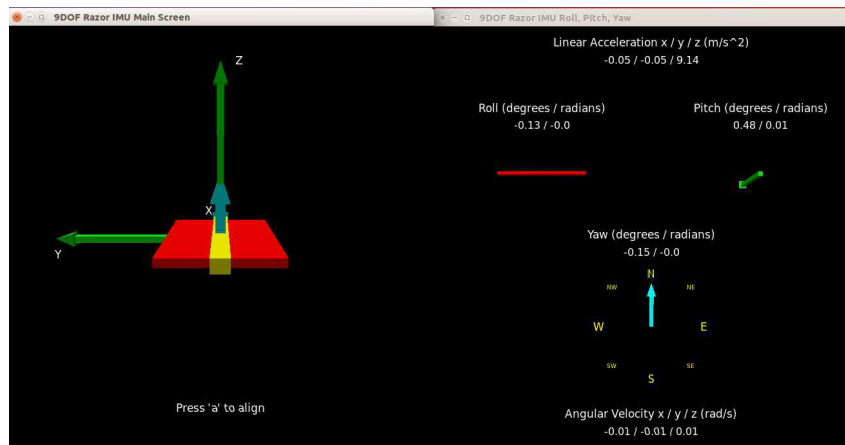 9DOF Razor IMU Main Screen
Z
X
Y
Press 'a' to align
9DOF Razor IMU Roll, Pitch, Yaw
Linear Acceleration x / y / z (m/s^2)
-0.05 / -0.05 / 9.14
Roll (degrees / radians)
-0.13 / -0.0
Pitch (degrees / radians)
0.48 / 0.01
Yaw (degrees / radians)
-0.15 / -0.0
N
NW
NE
W
E
SW
SE
S
Angular Velocity x / y / z (rad/s)
-0.01 / -0.01 / 0.01